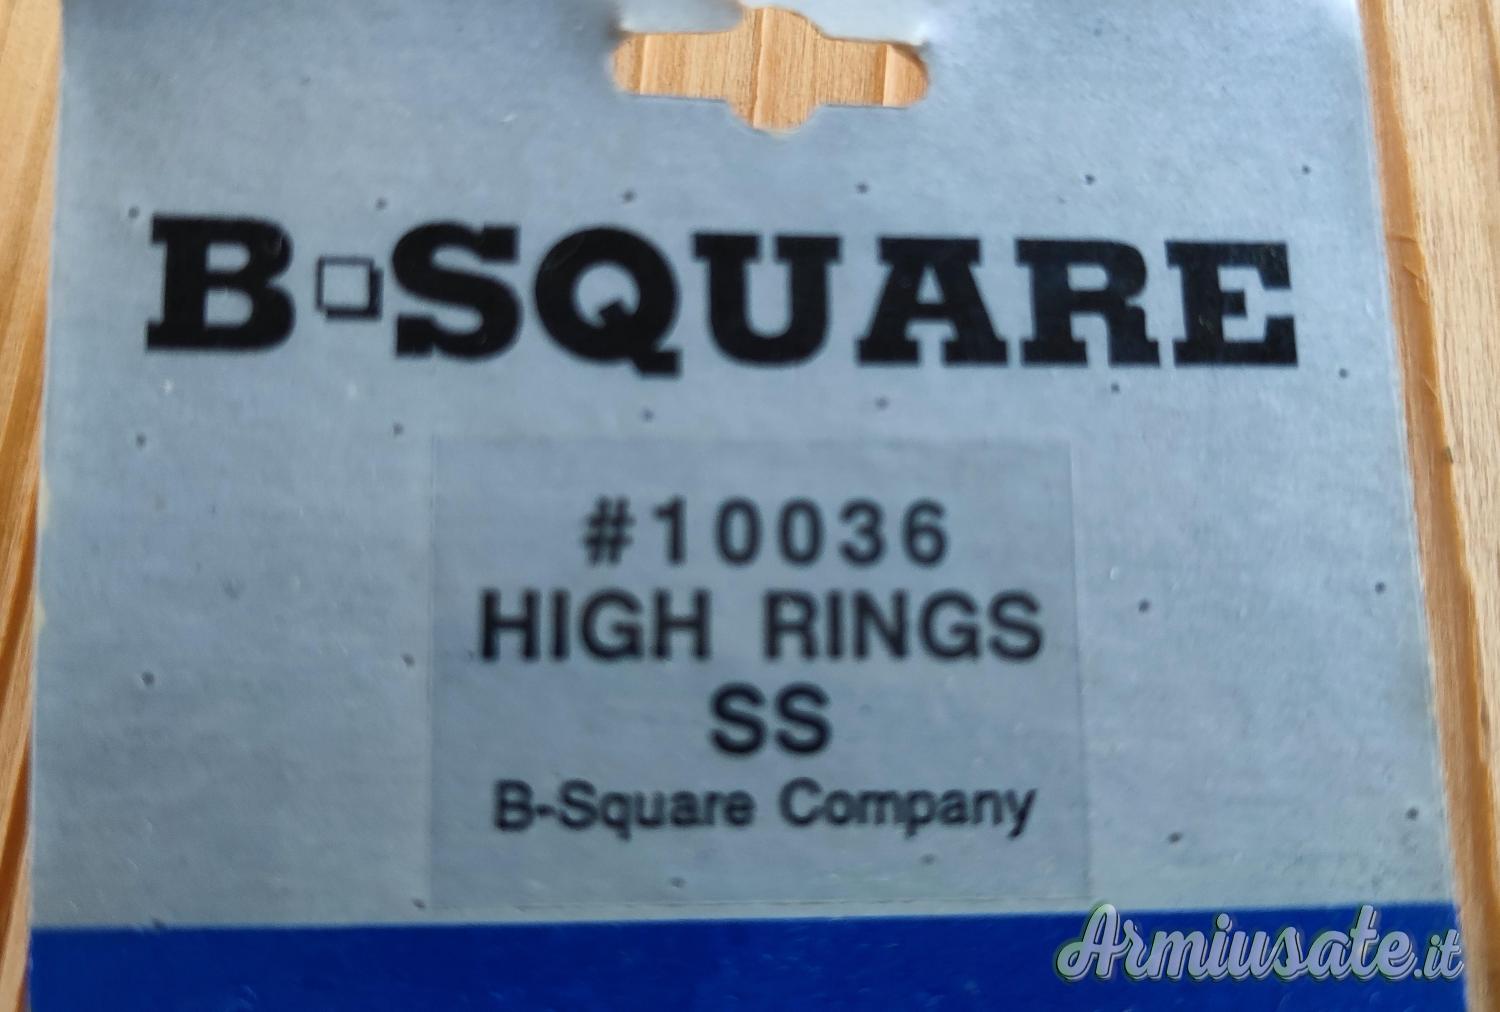 B□SQUARE
#10036
HIGH RINGS
SS
B-Square Company
Armiusate.it